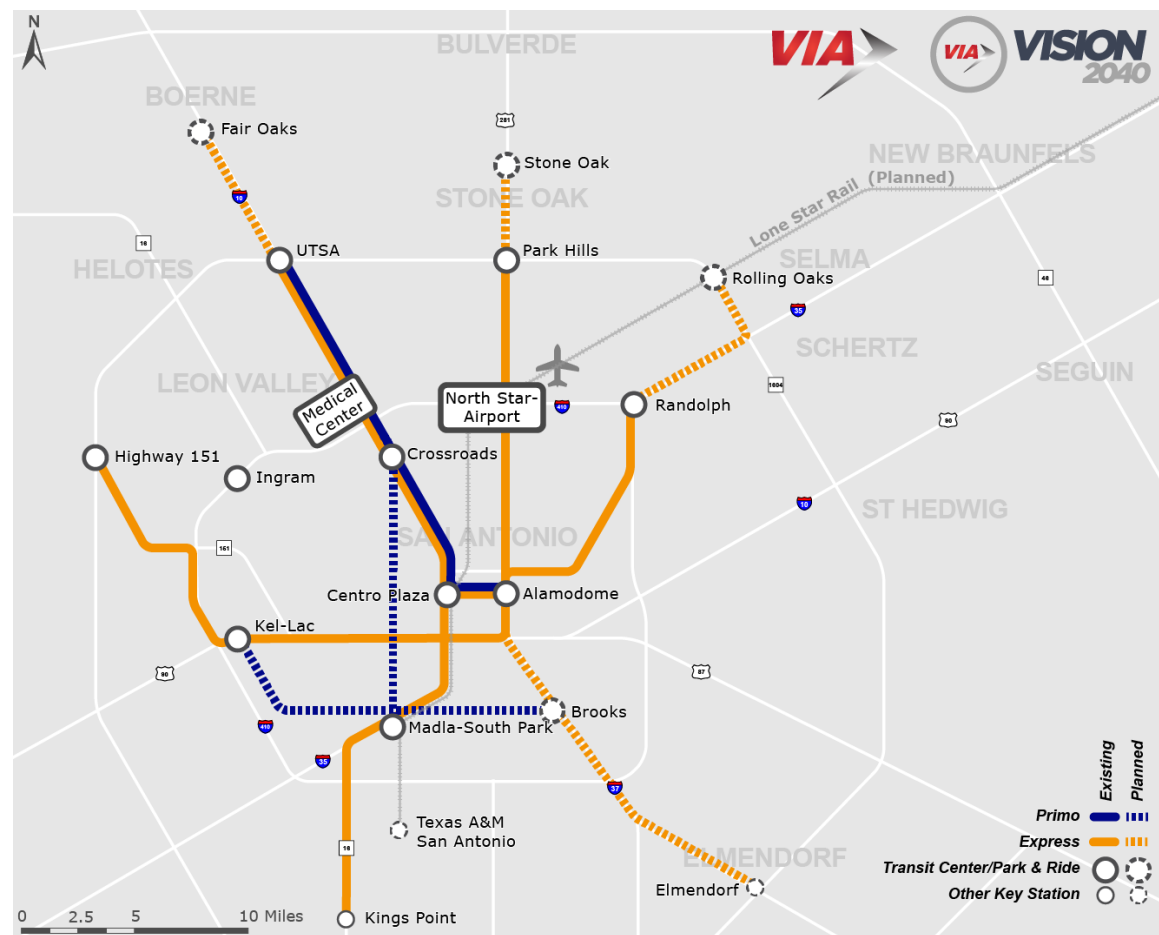 N
BULVERDE
VIA
VIA
VISION
2040
BOERNE
Fair Oaks
281
NEW BRAUNFELS
Stone Oak
(Planned)
STONE OAK
10
Lone Star Rail
16
UTSA
Park Hills
SELMA
HELOTES
Rolling Oaks
46
35
SCHERTZ
LEON VALLEY
1604
SEGUIN
Medical
Center
North Star-
Airport
410
Randolph
90
Highway 151
Crossroads
Ingram
10
ST HEDWIG
SAN ANTONIO
151
Centro Plaza
Alamodome
Kel-Lac
90
87
Brooks
410
Madla-South Park
35
37
Existing
Planned
Primo
Texas A&M
San Antonio
Express
16
ELMENDORF
Transit Center/Park & Ride
Elmendorf
Other Key Station
0 2.5 5 10 Miles
Kings Point